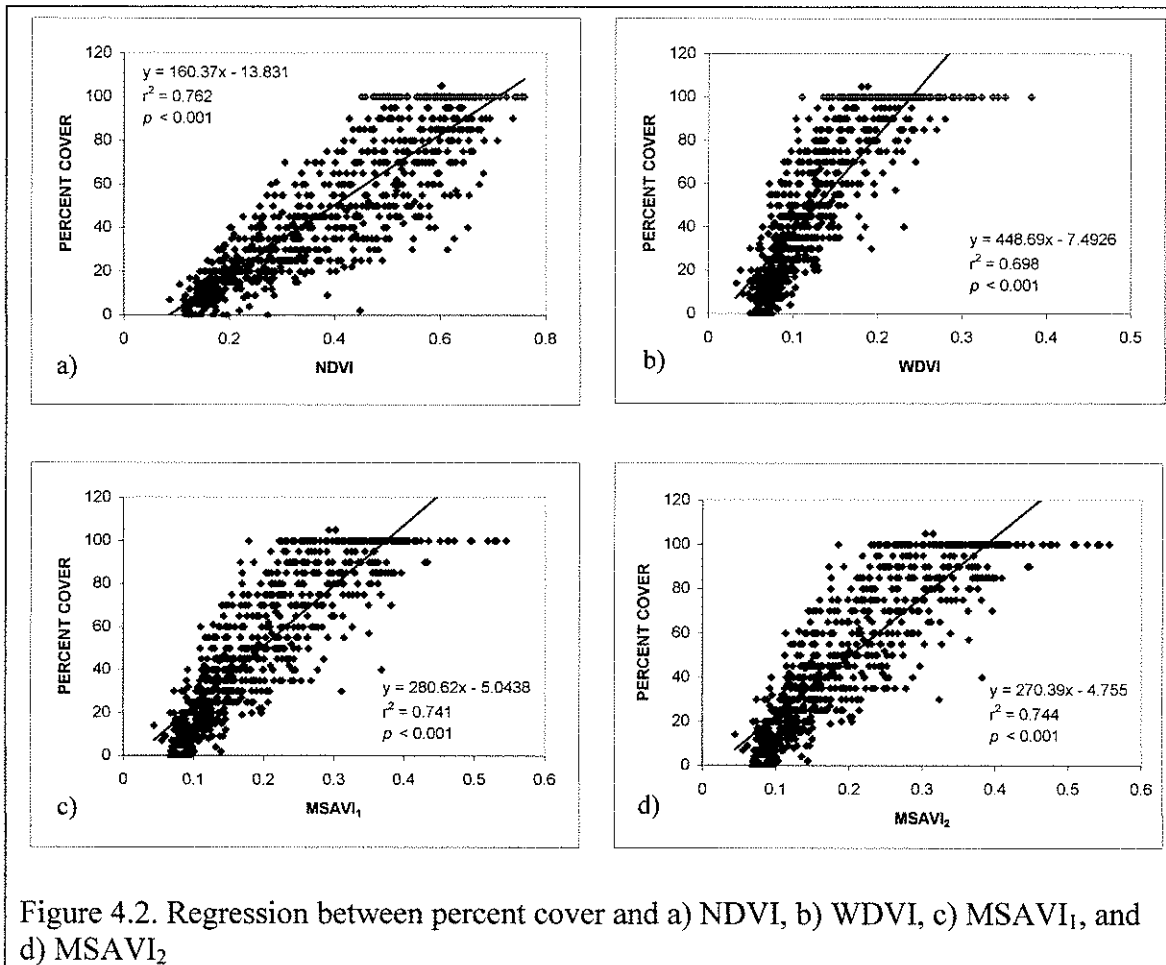 120
100
80
60
40
20
0
PERCENT COVER
y = 160.37x - 13.831
r² = 0.762
p < 0.001
0 0.2 0.4 0.6 0.8
NDVI
a)
120
100
80
60
40
20
0
PERCENT COVER
y = 448.69x - 7.4926
r² = 0.698
p < 0.001
0 0.1 0.2 0.3 0.4 0.5
WDVI
b)
120
100
80
60
40
20
0
PERCENT COVER
y = 280.62x - 5.0438
r² = 0.741
p < 0.001
0 0.1 0.2 0.3 0.4 0.5 0.6
MSAVI₁
c)
120
100
80
60
40
20
0
PERCENT COVER
y = 270.39x - 4.755
r² = 0.744
p < 0.001
0 0.1 0.2 0.3 0.4 0.5 0.6
MSAVI₂
d)
Figure 4.2. Regression between percent cover and a) NDVI, b) WDVI, c) MSAVI₁, and
d) MSAVI₂